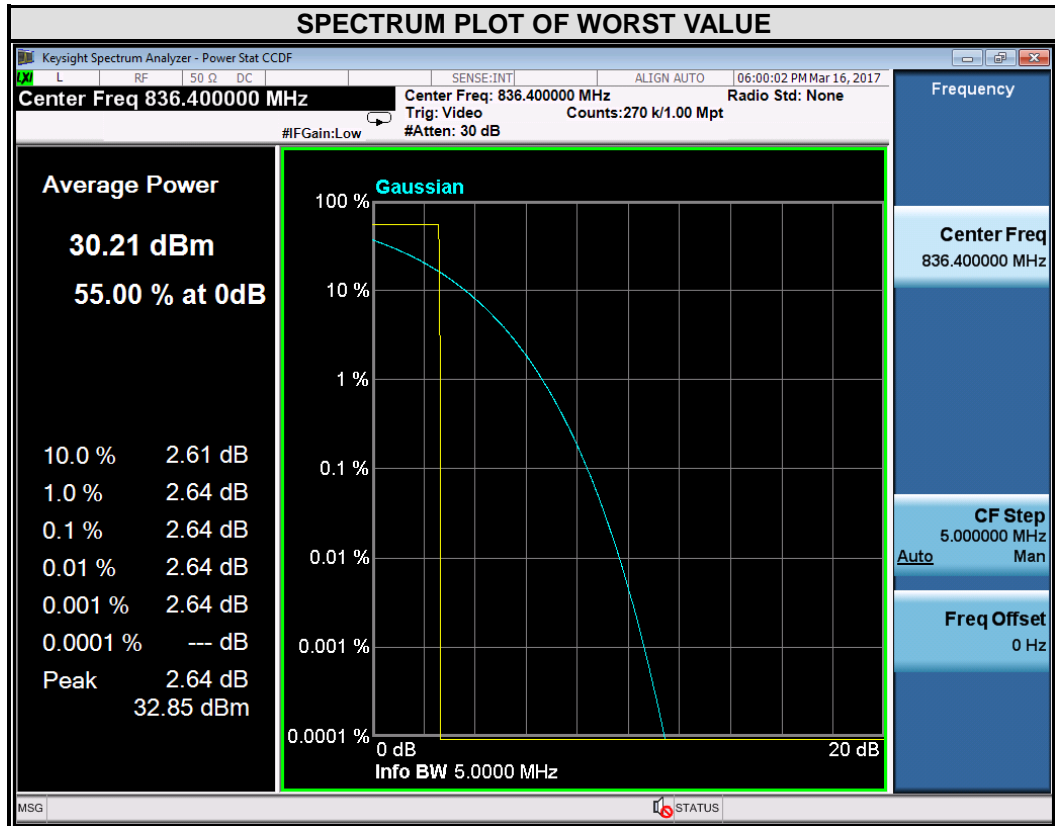 SPECTRUM PLOT OF WORST VALUE
Keysight Spectrum Analyzer - Power Stat CCDF
LXI L RF 50 Ω DC SENSE:INT ALIGN AUTO 06:00:02 PM Mar 16, 2017
Center Freq 836.400000 MHz
#IFGain:Low
Center Freq: 836.400000 MHz Radio Std: None
Trig: Video Counts:270 k/1.00 Mpt
#Atten: 30 dB
Average Power
30.21 dBm
55.00 % at 0dB
10.0 % 2.61 dB
1.0 % 2.64 dB
0.1 % 2.64 dB
0.01 % 2.64 dB
0.001 % 2.64 dB
0.0001 % --- dB
Peak 2.64 dB
32.85 dBm
Gaussian
100 %
10 %
1 %
0.1 %
0.01 %
0.001 %
0.0001 %
0 dB 20 dB
Info BW 5.0000 MHz
Frequency
Center Freq
836.400000 MHz
CF Step
5.000000 MHz
Auto Man
Freq Offset
0 Hz
MSG STATUS